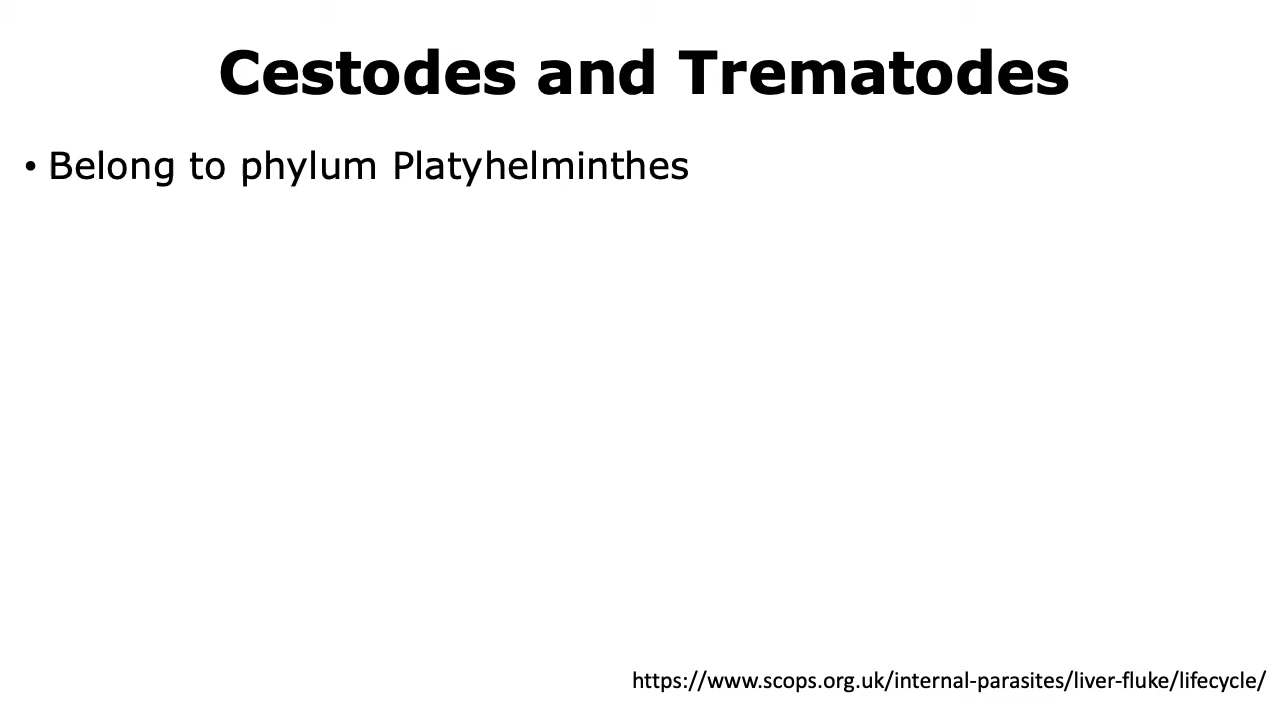 Cestodes and Trematodes
• Belong to phylum Platyhelminthes
https://www.scops.org.uk/internal-parasites/liver-fluke/lifecycle/